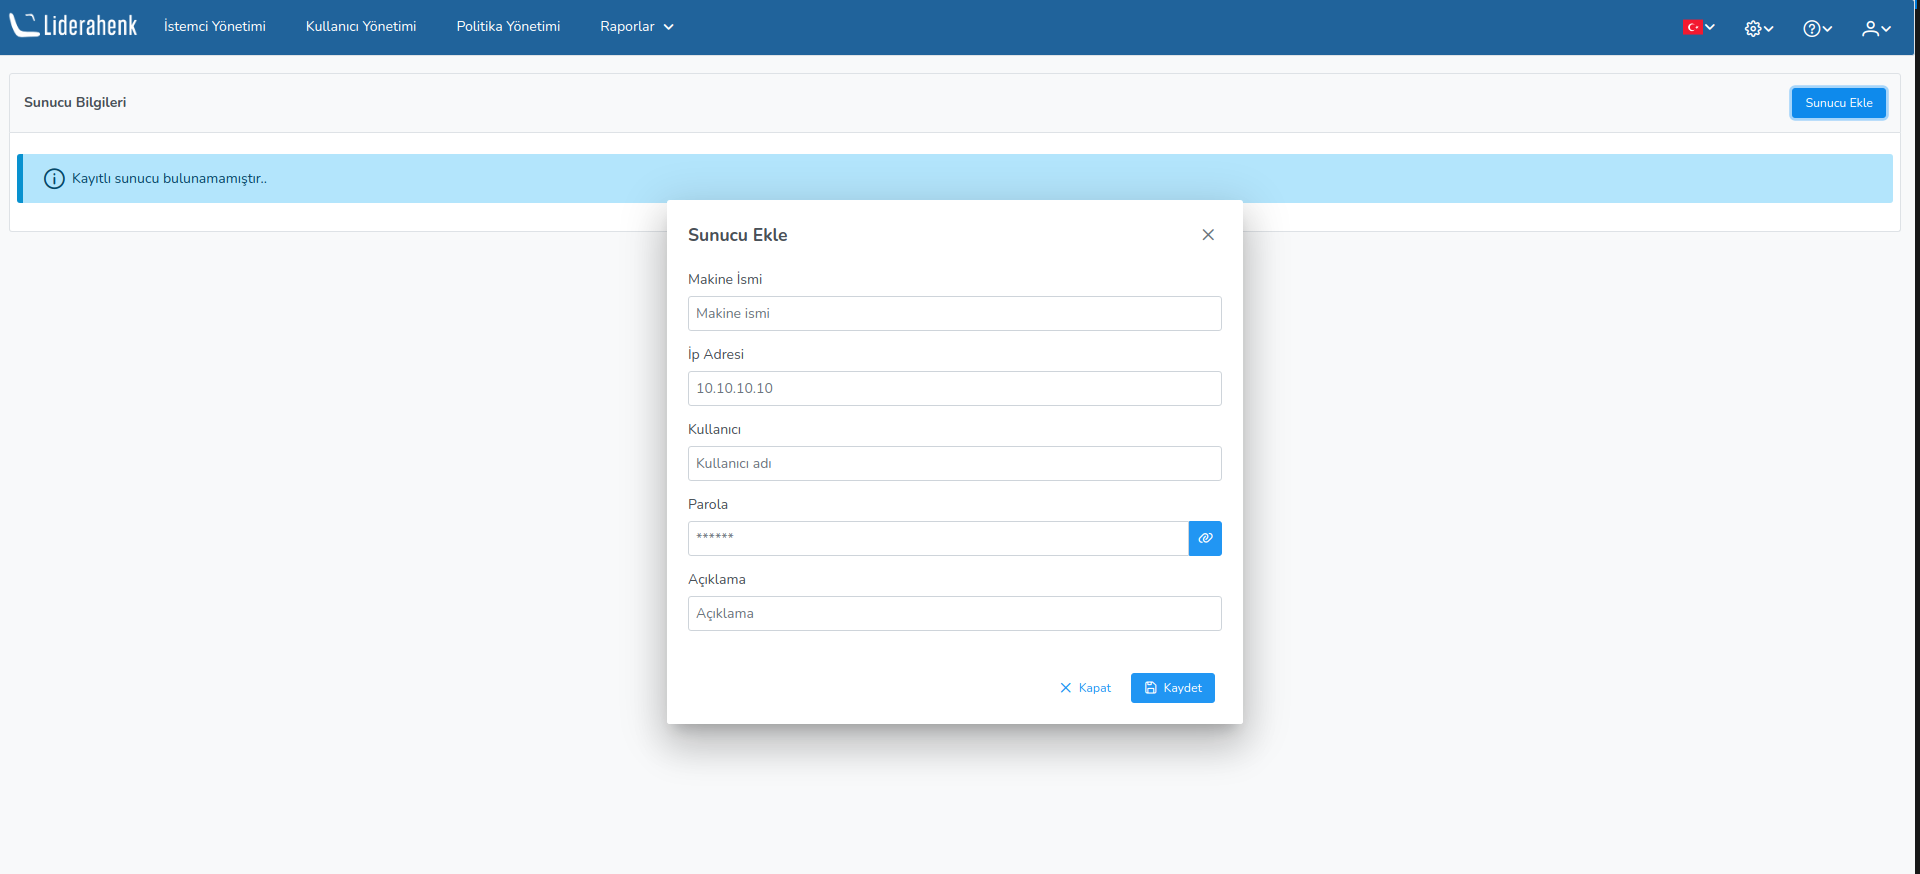 Liderahenk
İstemci Yönetimi
Kullanıcı Yönetimi
Politika Yönetimi
Raporlar
Sunucu Bilgileri
Sunucu Ekle
Kayıtlı sunucu bulunamamıştır..
Sunucu Ekle
Makine İsmi
Makine ismi
İp Adresi
10.10.10.10
Kullanıcı
Kullanıcı adı
Parola
******
Açıklama
Açıklama
Kapat
Kaydet